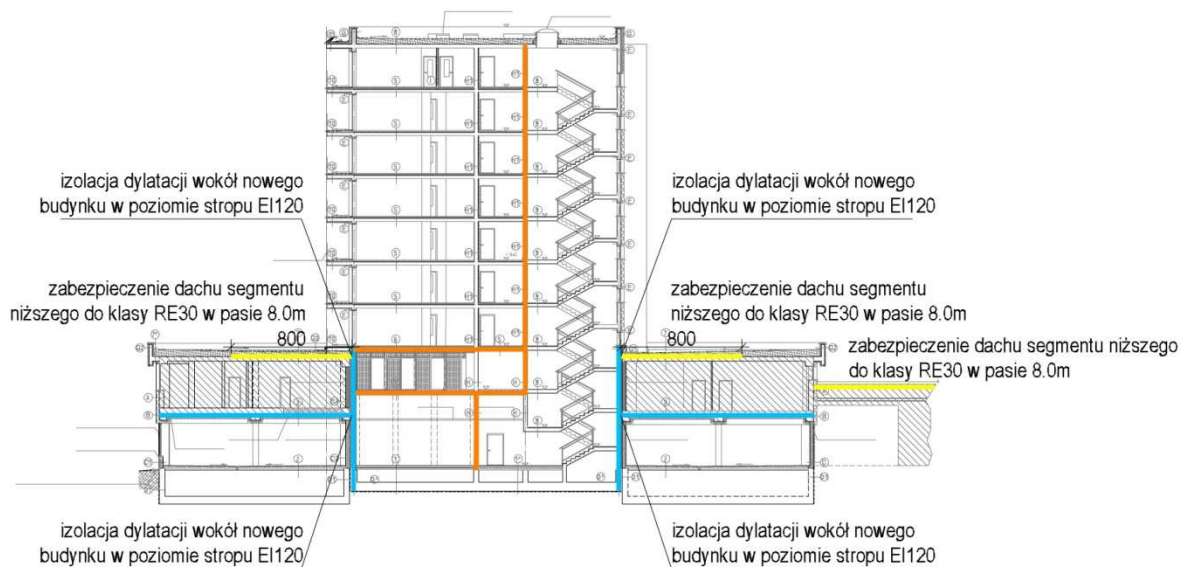 izolacja dylatacji wokół nowego
budynku w poziomie stropu EI120
izolacja dylatacji wokół nowego
budynku w poziomie stropu EI120
zabezpieczenie dachu segmentu
niższego do klasy RE30 w pasie 8.0m
800
zabezpieczenie dachu segmentu
niższego do klasy RE30 w pasie 8.0m
800
zabezpieczenie dachu segmentu niższego
do klasy RE30 w pasie 8.0m
izolacja dylatacji wokół nowego
budynku w poziomie stropu EI120
izolacja dylatacji wokół nowego
budynku w poziomie stropu EI120